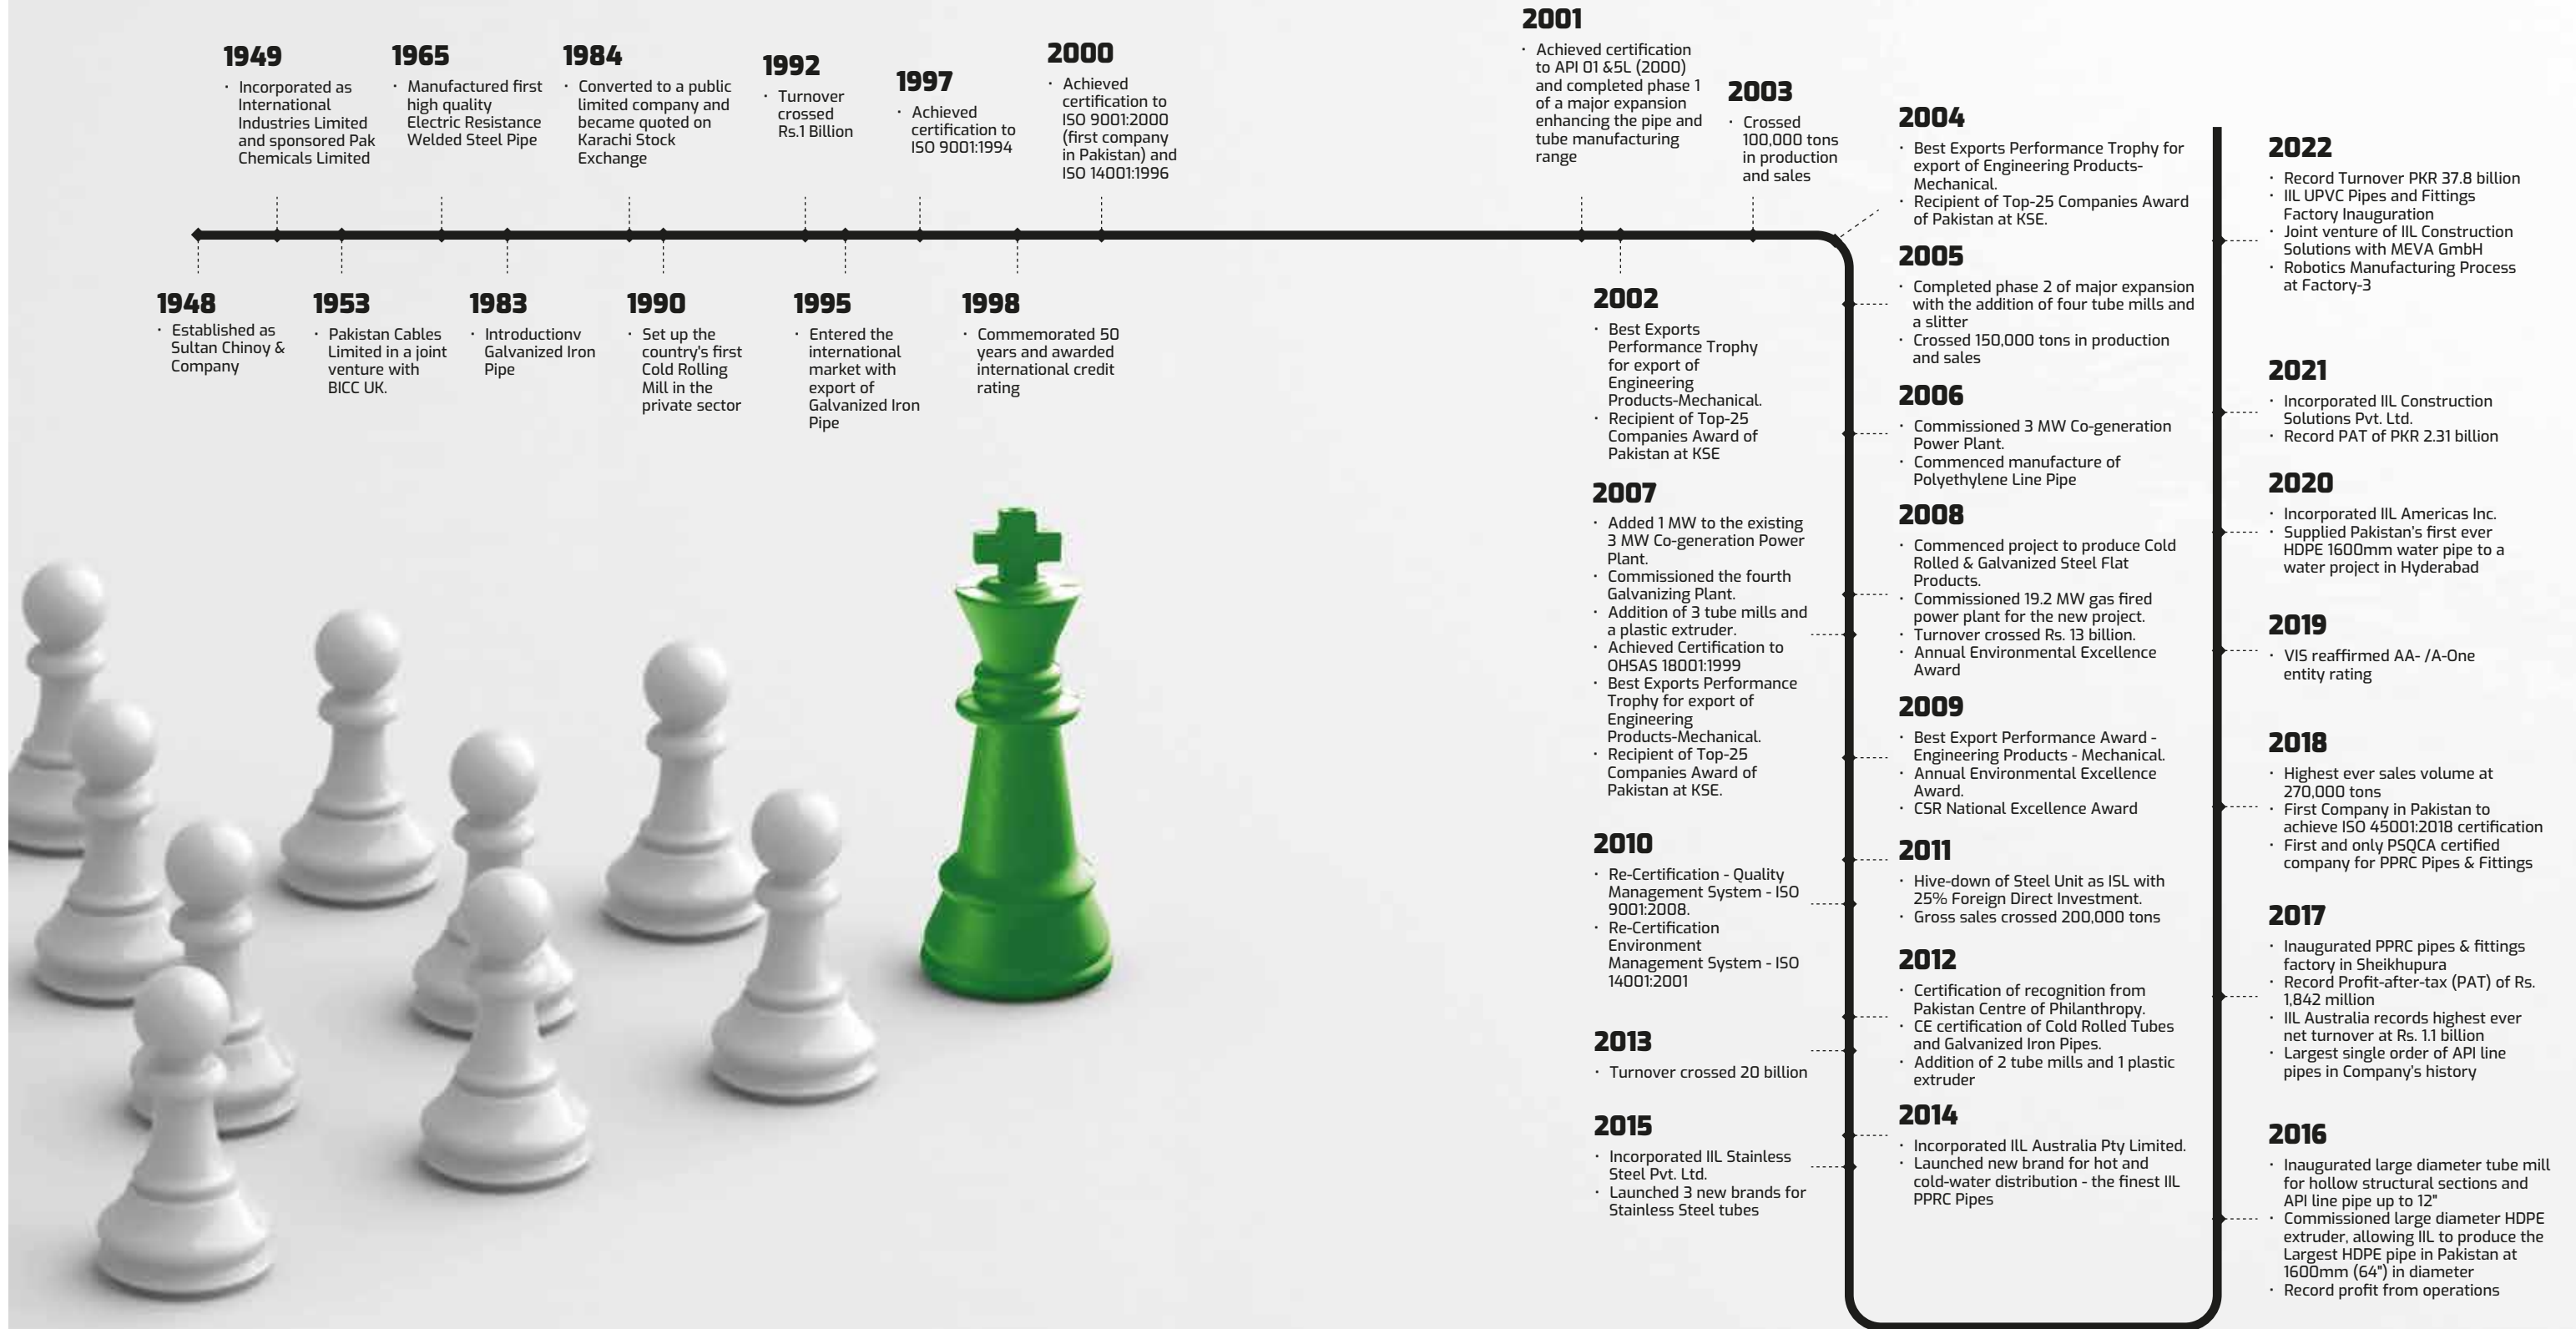 1948
· Established as
Sultan Chinoy &
Company
1949
· Incorporated as
International
Industries Limited
and sponsored Pak
Chemicals Limited
1953
· Pakistan Cables
Limited in a joint
venture with
BICC UK.
1965
· Manufactured first
high quality
Electric Resistance
Welded Steel Pipe
1983
· Introductionv
Galvanized Iron
Pipe
1984
· Converted to a public
limited company and
became quoted on
Karachi Stock
Exchange
1990
· Set up the
country's first
Cold Rolling
Mill in the
private sector
1992
· Turnover
crossed
Rs.1 Billion
1995
· Entered the
international
market with
export of
Galvanized Iron
Pipe
1997
· Achieved
certification to
ISO 9001:1994
1998
· Commemorated 50
years and awarded
international credit
rating
2000
· Achieved
certification to
ISO 9001:2000
(first company
in Pakistan) and
ISO 14001:1996
2001
· Achieved certification
to API 01 &5L (2000)
and completed phase 1
of a major expansion
enhancing the pipe and
tube manufacturing
range
2002
· Best Exports
Performance Trophy
for export of
Engineering
Products-Mechanical.
· Recipient of Top-25
Companies Award of
Pakistan at KSE
2003
· Crossed
100,000 tons
in production
and sales
2004
· Best Exports Performance Trophy for
export of Engineering Products-
Mechanical.
· Recipient of Top-25 Companies Award
of Pakistan at KSE.
2005
· Completed phase 2 of major expansion
with the addition of four tube mills and
a slitter
· Crossed 150,000 tons in production
and sales
2006
· Commissioned 3 MW Co-generation
Power Plant.
· Commenced manufacture of
Polyethylene Line Pipe
2007
· Added 1 MW to the existing
3 MW Co-generation Power
Plant.
· Commissioned the fourth
Galvanizing Plant.
· Addition of 3 tube mills and
a plastic extruder.
· Achieved Certification to
OHSAS 18001:1999
· Best Exports Performance
Trophy for export of
Engineering
Products-Mechanical.
· Recipient of Top-25
Companies Award of
Pakistan at KSE.
2008
· Commenced project to produce Cold
Rolled & Galvanized Steel Flat
Products.
· Commissioned 19.2 MW gas fired
power plant for the new project.
· Turnover crossed Rs. 13 billion.
· Annual Environmental Excellence
Award
2009
· Best Export Performance Award -
Engineering Products - Mechanical.
· Annual Environmental Excellence
Award.
· CSR National Excellence Award
2010
· Re-Certification - Quality
Management System - ISO
9001:2008.
· Re-Certification
Environment
Management System - ISO
14001:2001
2011
· Hive-down of Steel Unit as ISL with
25% Foreign Direct Investment.
· Gross sales crossed 200,000 tons
2012
· Certification of recognition from
Pakistan Centre of Philanthropy.
· CE certification of Cold Rolled Tubes
and Galvanized Iron Pipes.
· Addition of 2 tube mills and 1 plastic
extruder
2013
· Turnover crossed 20 billion
2014
· Incorporated IIL Australia Pty Limited.
· Launched new brand for hot and
cold-water distribution - the finest IIL
PPRC Pipes
2015
· Incorporated IIL Stainless
Steel Pvt. Ltd.
· Launched 3 new brands for
Stainless Steel tubes
2022
· Record Turnover PKR 37.8 billion
· IIL UPVC Pipes and Fittings
Factory Inauguration
· Joint venture of IIL Construction
Solutions with MEVA GmbH
· Robotics Manufacturing Process
at Factory-3
2021
· Incorporated IIL Construction
Solutions Pvt. Ltd.
· Record PAT of PKR 2.31 billion
2020
· Incorporated IIL Americas Inc.
· Supplied Pakistan's first ever
HDPE 1600mm water pipe to a
water project in Hyderabad
2019
· VIS reaffirmed AA- /A-One
entity rating
2018
· Highest ever sales volume at
270,000 tons
· First Company in Pakistan to
achieve ISO 45001:2018 certification
· First and only PSQCA certified
company for PPRC Pipes & Fittings
2017
· Inaugurated PPRC pipes & fittings
factory in Sheikhupura
· Record Profit-after-tax (PAT) of Rs.
1,842 million
· IIL Australia records highest ever
net turnover at Rs. 1.1 billion
· Largest single order of API line
pipes in Company's history
2016
· Inaugurated large diameter tube mill
for hollow structural sections and
API line pipe up to 12"
· Commissioned large diameter HDPE
extruder, allowing IIL to produce the
Largest HDPE pipe in Pakistan at
1600mm (64") in diameter
· Record profit from operations